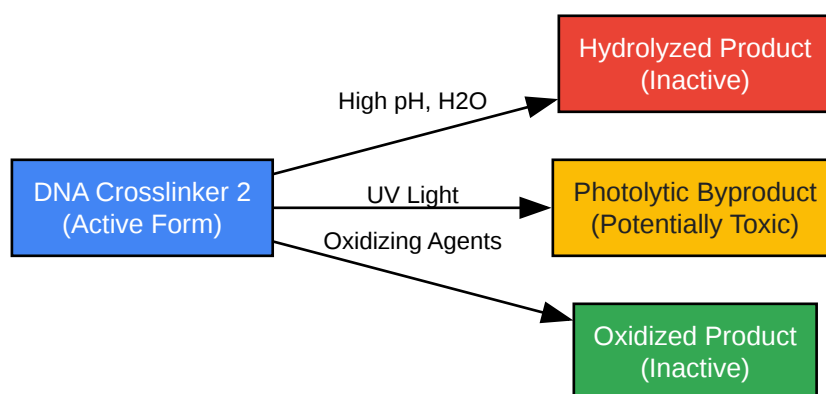 Hydrolyzed Product
(Inactive)
High pH, H2O
DNA Crosslinker 2
(Active Form)
UV Light
Photolytic Byproduct
(Potentially Toxic)
Oxidizing Agents
Oxidized Product
(Inactive)